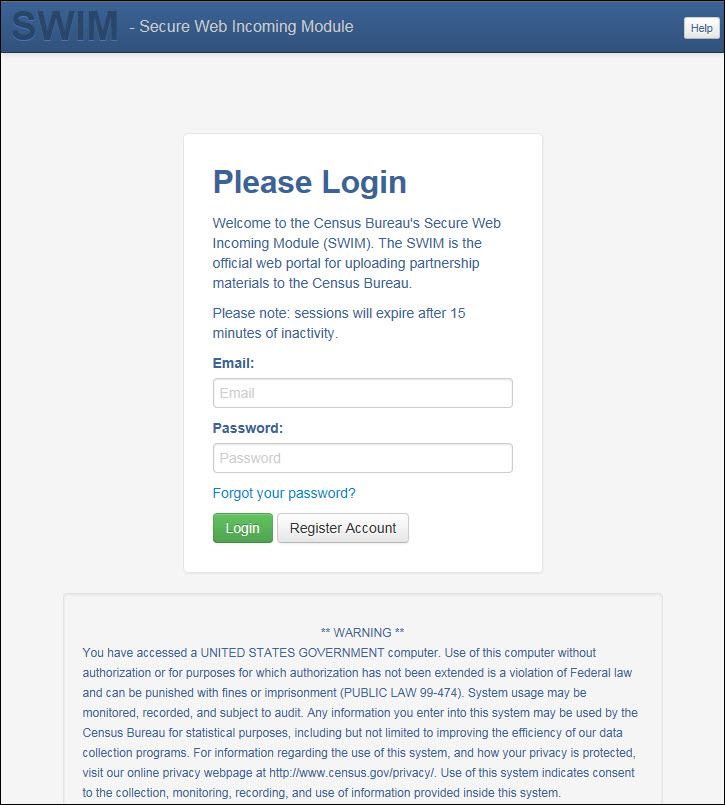 SWIM - Secure Web Incoming Module
Help
Please Login
Welcome to the Census Bureau's Secure Web
Incoming Module (SWIM). The SWIM is the
official web portal for uploading partnership
materials to the Census Bureau.
Please note: sessions will expire after 15
minutes of inactivity.
Email:
Email
Password:
Password
Forgot your password?
Login
Register Account
** WARNING **
You have accessed a UNITED STATES GOVERNMENT computer. Use of this computer without
authorization or for purposes for which authorization has not been extended is a violation of Federal law
and can be punished with fines or imprisonment (PUBLIC LAW 99-474). System usage may be
monitored, recorded, and subject to audit. Any information you enter into this system may be used by the
Census Bureau for statistical purposes, including but not limited to improving the efficiency of our data
collection programs. For information regarding the use of this system, and how your privacy is protected,
visit our online privacy webpage at http://www.census.gov/privacy/. Use of this system indicates consent
to the collection, monitoring, recording, and use of information provided inside this system.